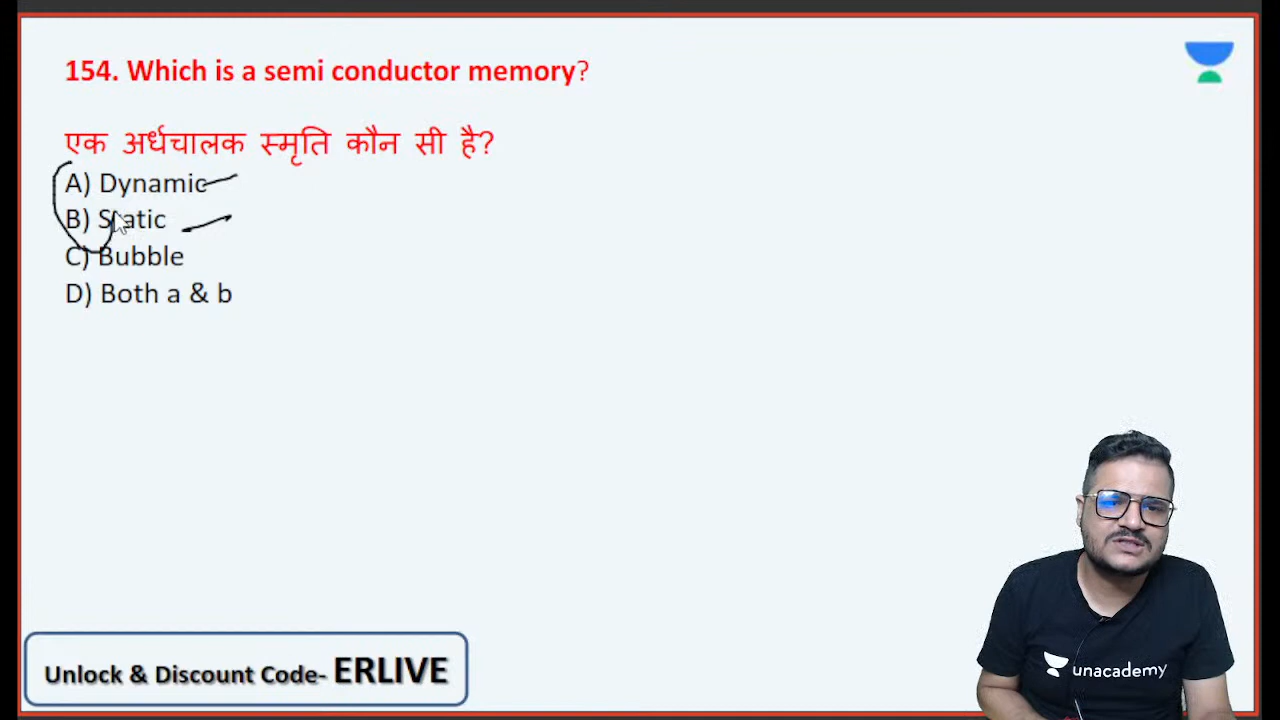 154. Which is a semi conductor memory?
एक अर्धचालक स्मृति कौन सी है?
A) Dynamic
B) Static
C) Bubble
D) Both a & b
unacademy
Unlock & Discount Code- ERLIVE